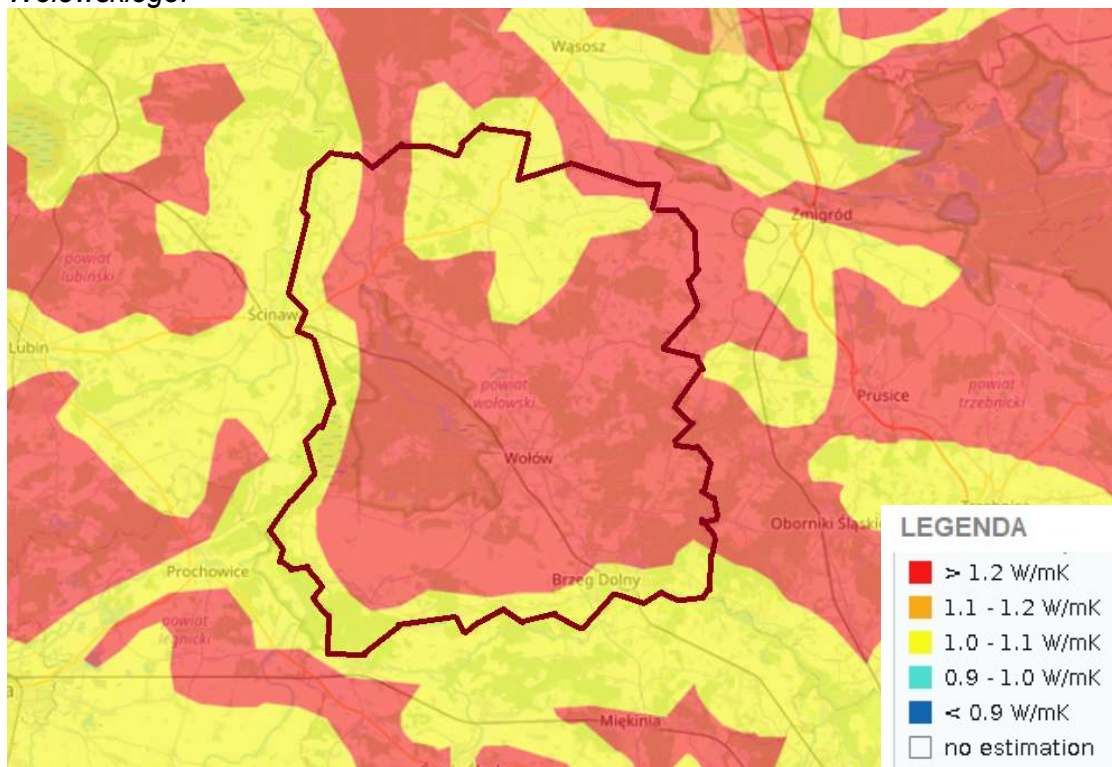 Wołowskiego.
Wąsosz
Żmigród
powiat
lubiński
Ścinawa
Lubin
powiat
wołowski
Prusice
powiat
trzebnicki
Wołów
Oborniki Śląskie
LEGENDA
> 1.2 W/mK
1.1 - 1.2 W/mK
1.0 - 1.1 W/mK
0.9 - 1.0 W/mK
< 0.9 W/mK
no estimation
Prochowice
Brzeg Dolny
powiat
legnicki
Miękinia